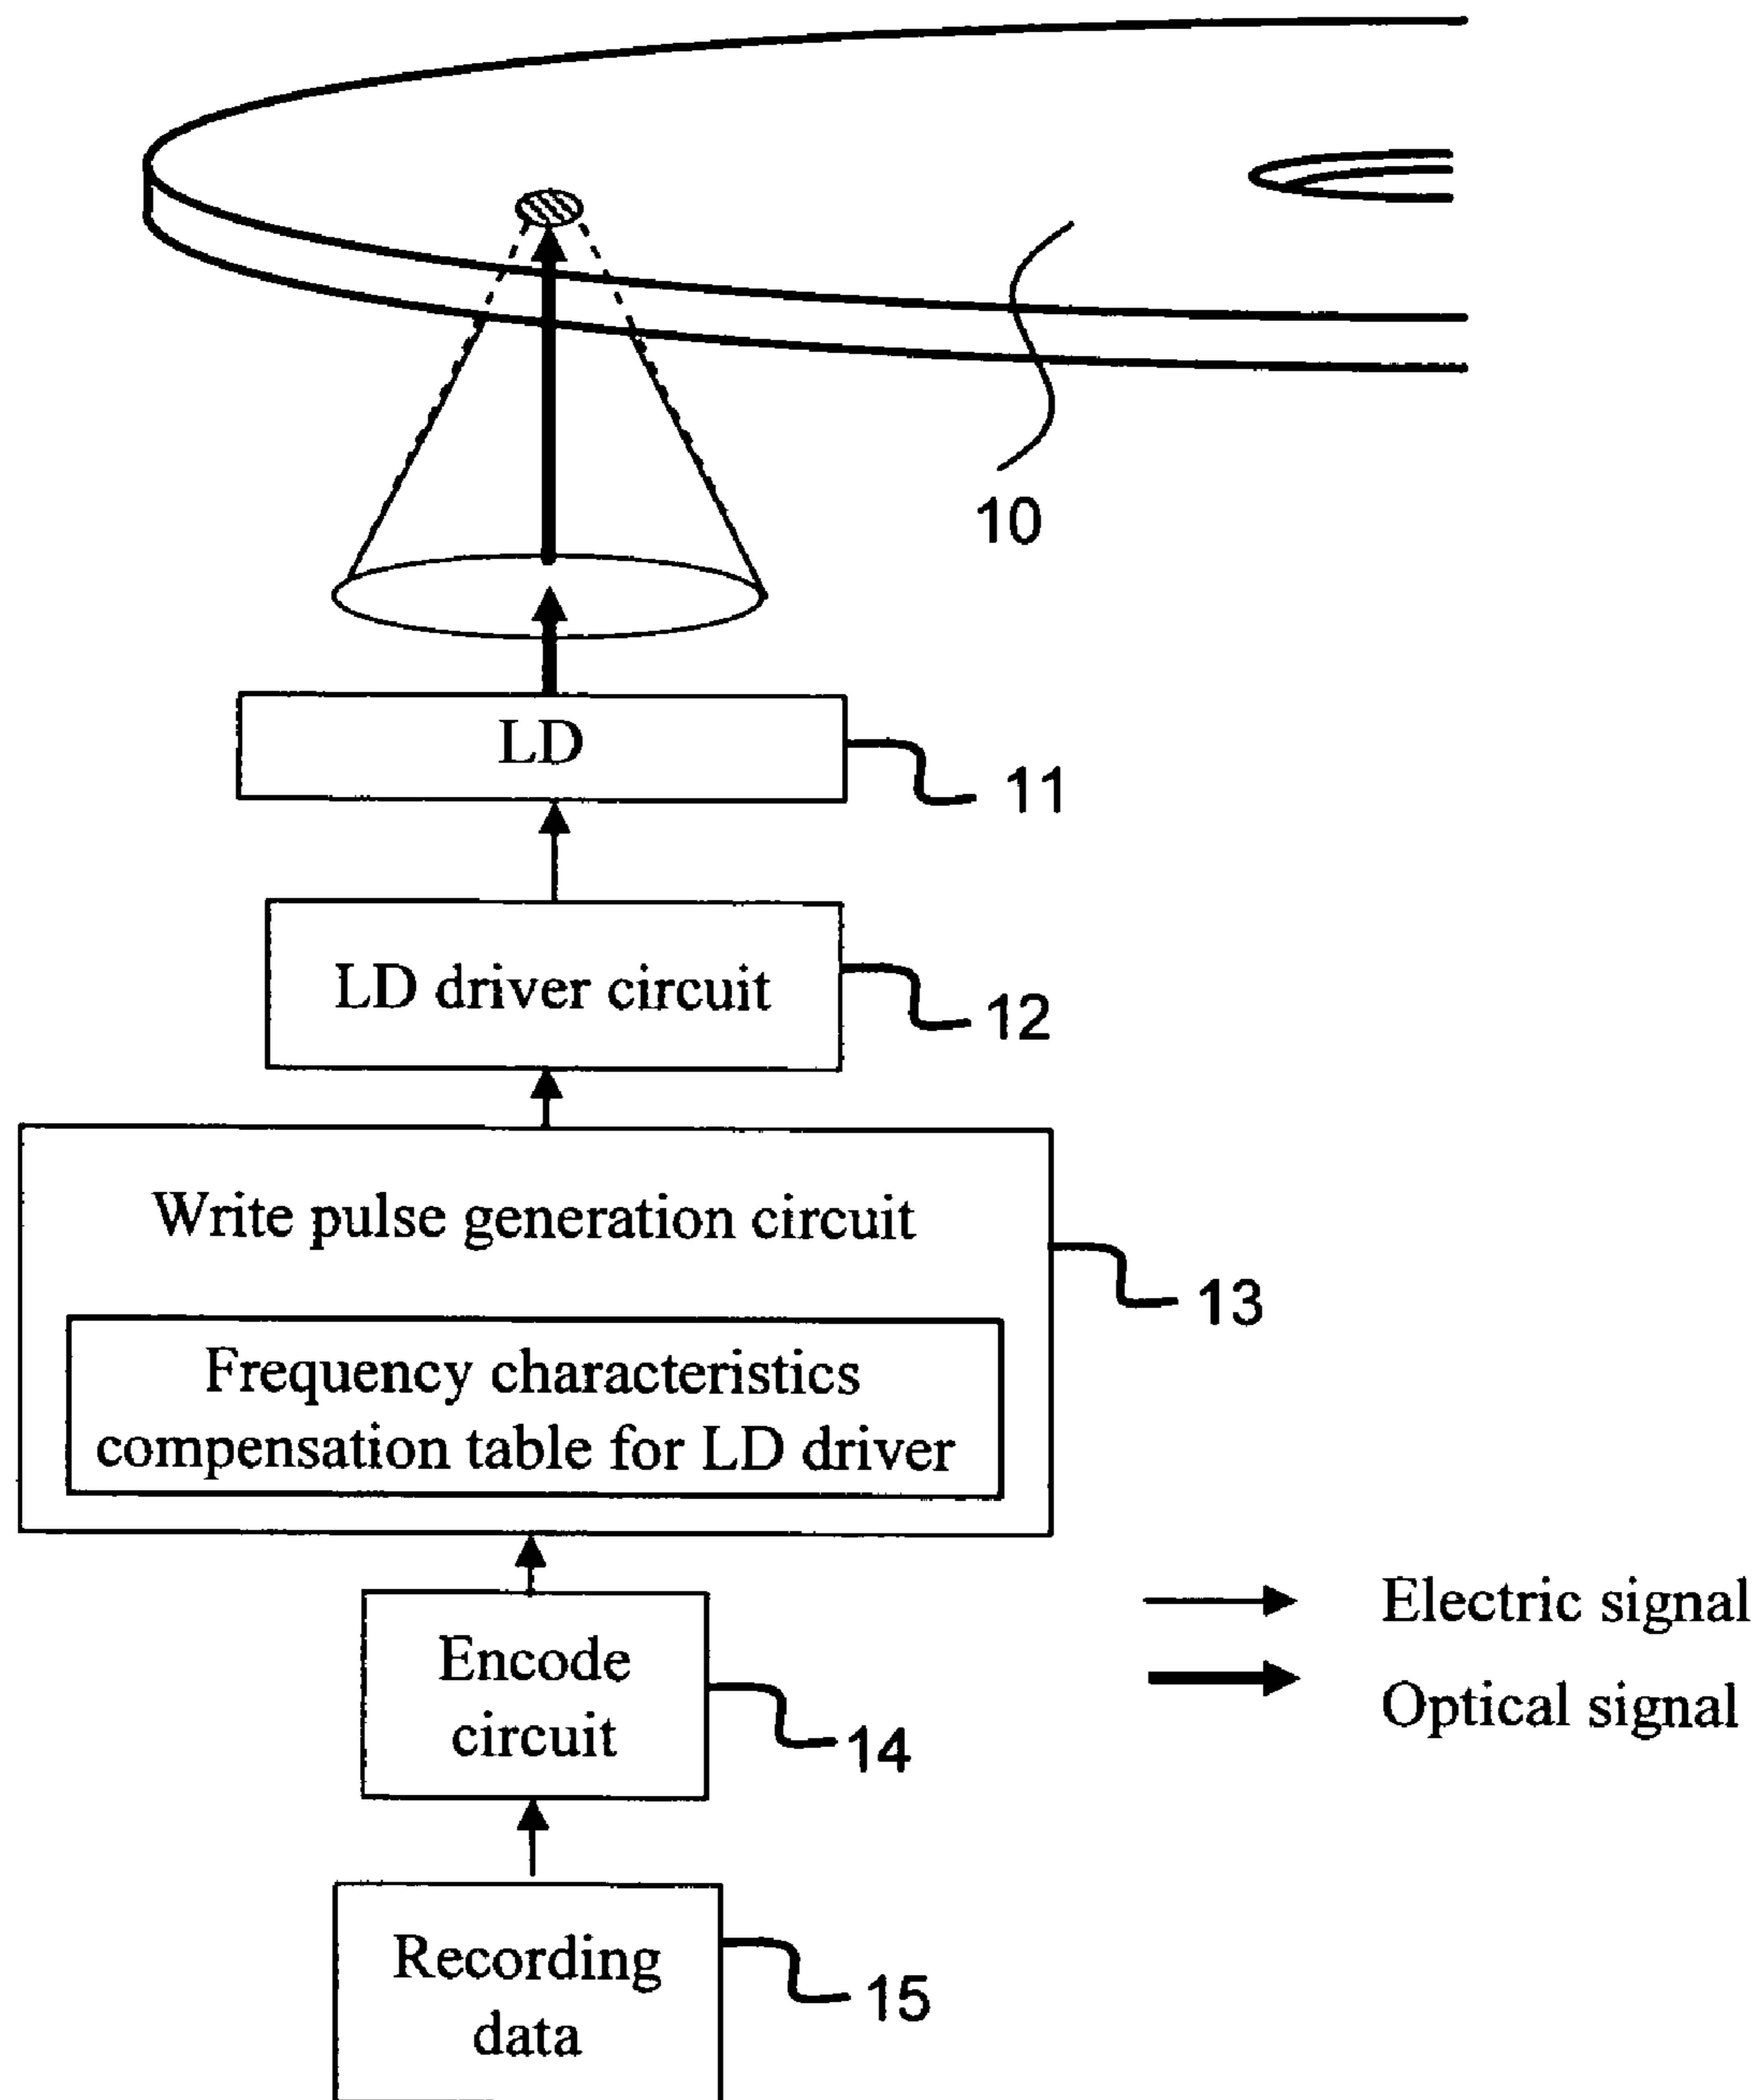 10
LD
11
LD driver circuit
12
Write pulse generation circuit
13
Frequency characteristics
compensation table for LD driver
Encode
circuit
14
Electric signal
Optical signal
Recording
data
15